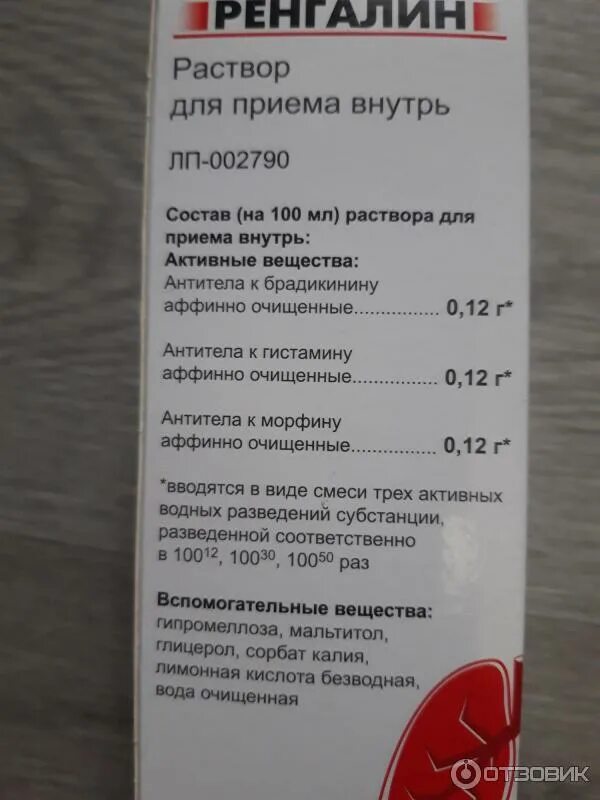 РЕНГАЛИН
Раствор
для приема внутрь
ЛП-002790
Состав (на 100 мл) раствора для
приема внутрь:
Активные вещества:
Антитела к брадикинину
аффинно очищенные................ 0,12 г*
Антитела к гистамину
аффинно очищенные................ 0,12 г*
Антитела к морфину
аффинно очищенные................ 0,12 г*
*вводятся в виде смеси трех активных
водных разведений субстанции,
разведенной соответственно
в 100¹², 100³⁰, 100⁵⁰ раз
Вспомогательные вещества:
гипромеллоза, мальтитол,
глицерол, сорбат калия,
лимонная кислота безводная,
вода очищенная
ОТЗОВИК